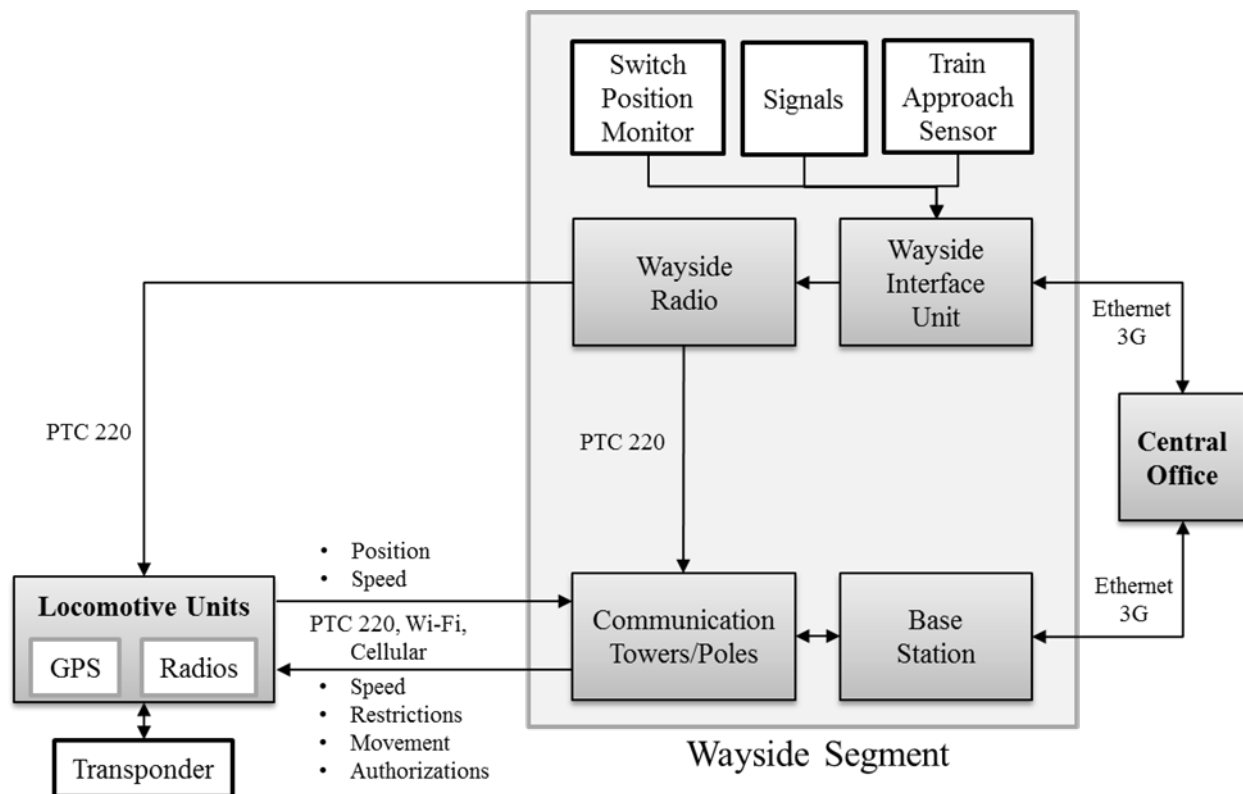 Switch
Position
Monitor
Signals
Train
Approach
Sensor
Wayside
Radio
Wayside
Interface
Unit
Ethernet
3G
PTC 220
PTC 220
Central
Office
• Position
• Speed
Locomotive Units
GPS
Radios
PTC 220, Wi-Fi,
Cellular
Communication
Towers/Poles
Base
Station
Ethernet
3G
• Speed
• Restrictions
• Movement
• Authorizations
Transponder
Wayside Segment